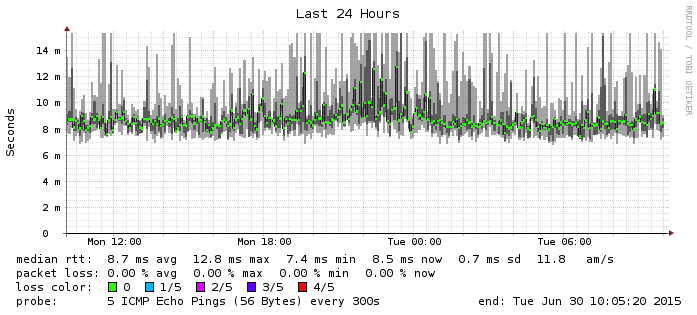 Last 24 Hours
RRDTOOL / TOBI OETIKER
Seconds
14 m
12 m
10 m
8 m
6 m
4 m
2 m
0
Mon 12:00 Mon 18:00 Tue 00:00 Tue 06:00
median rtt: 8.7 ms avg 12.8 ms max 7.4 ms min 8.5 ms now 0.7 ms sd 11.8 am/s
packet loss: 0.00 % avg 0.00 % max 0.00 % min 0.00 % now
loss color: 0 1/5 2/5 3/5 4/5
probe: 5 ICMP Echo Pings (56 Bytes) every 300s end: Tue Jun 30 10:05:20 2015